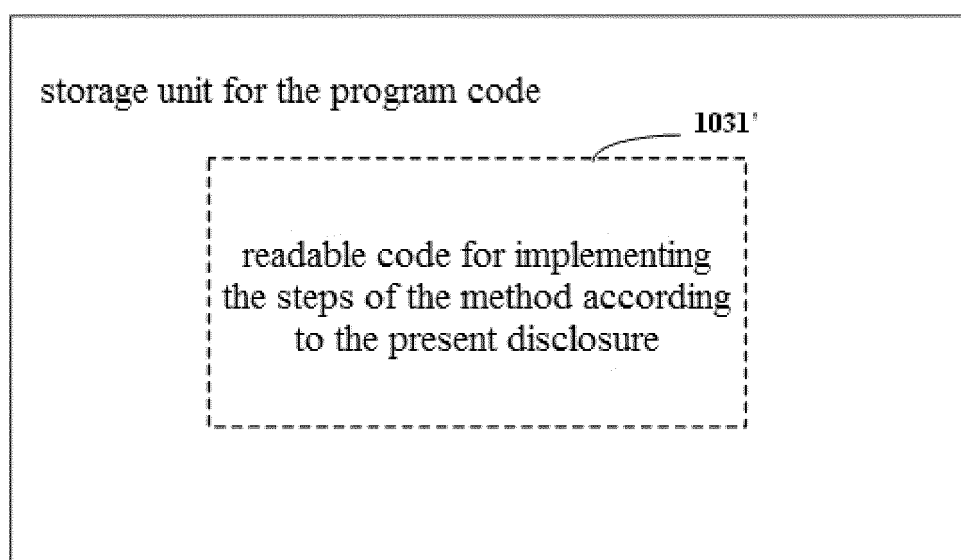 storage unit for the program code
1031'
readable code for implementing
the steps of the method according
to the present disclosure